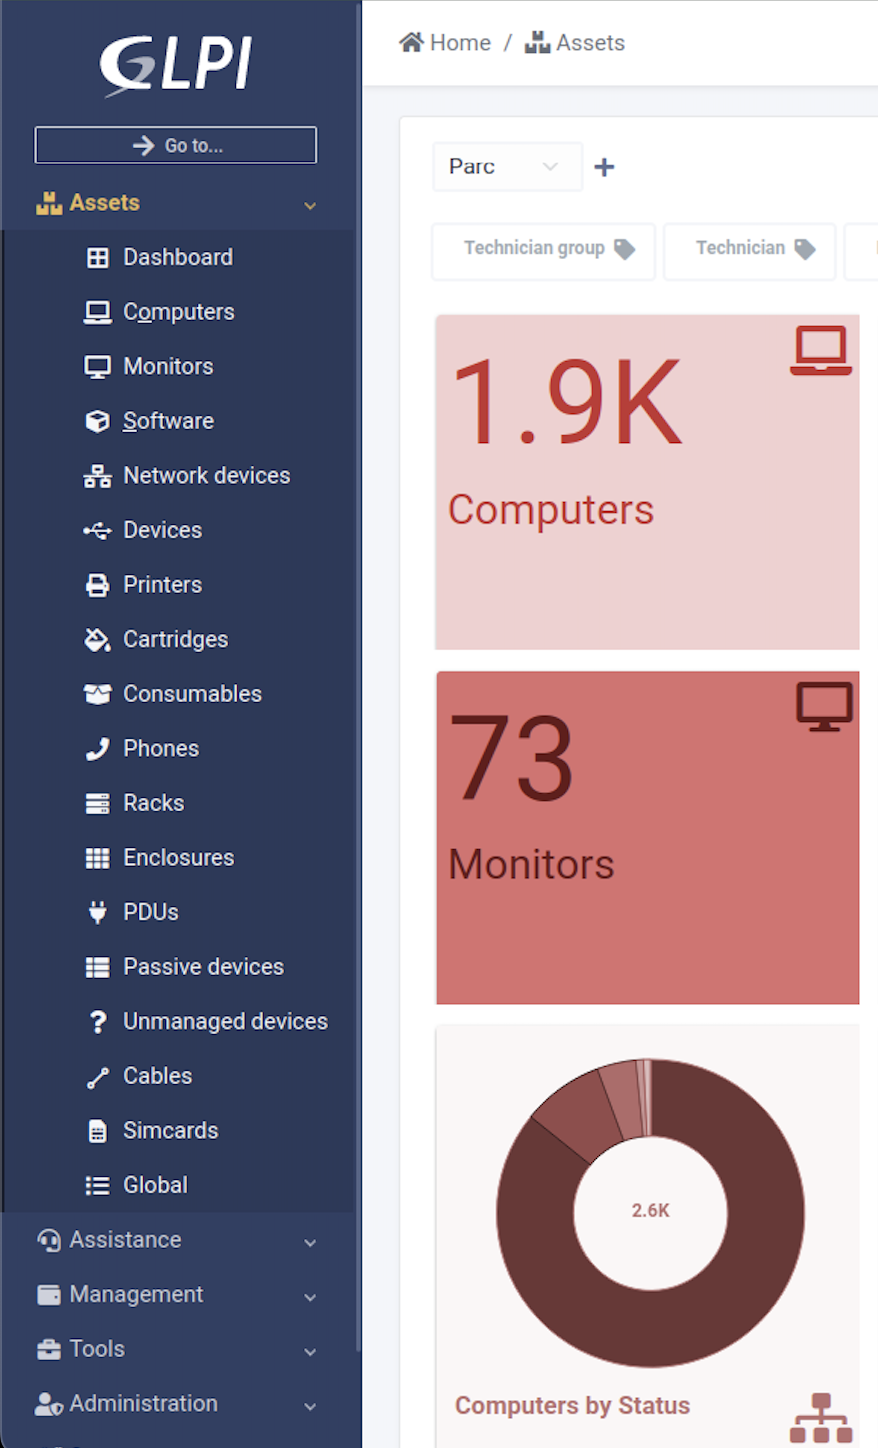 GLPI
Go to...
Assets
Dashboard
Computers
Monitors
Software
Network devices
Devices
Printers
Cartridges
Consumables
Phones
Racks
Enclosures
PDUs
Passive devices
Unmanaged devices
Cables
Simcards
Global
Assistance
Management
Tools
Administration
Home / Assets
Parc
Technician group
Technician
1.9K
Computers
73
Monitors
2.6K
Computers by Status